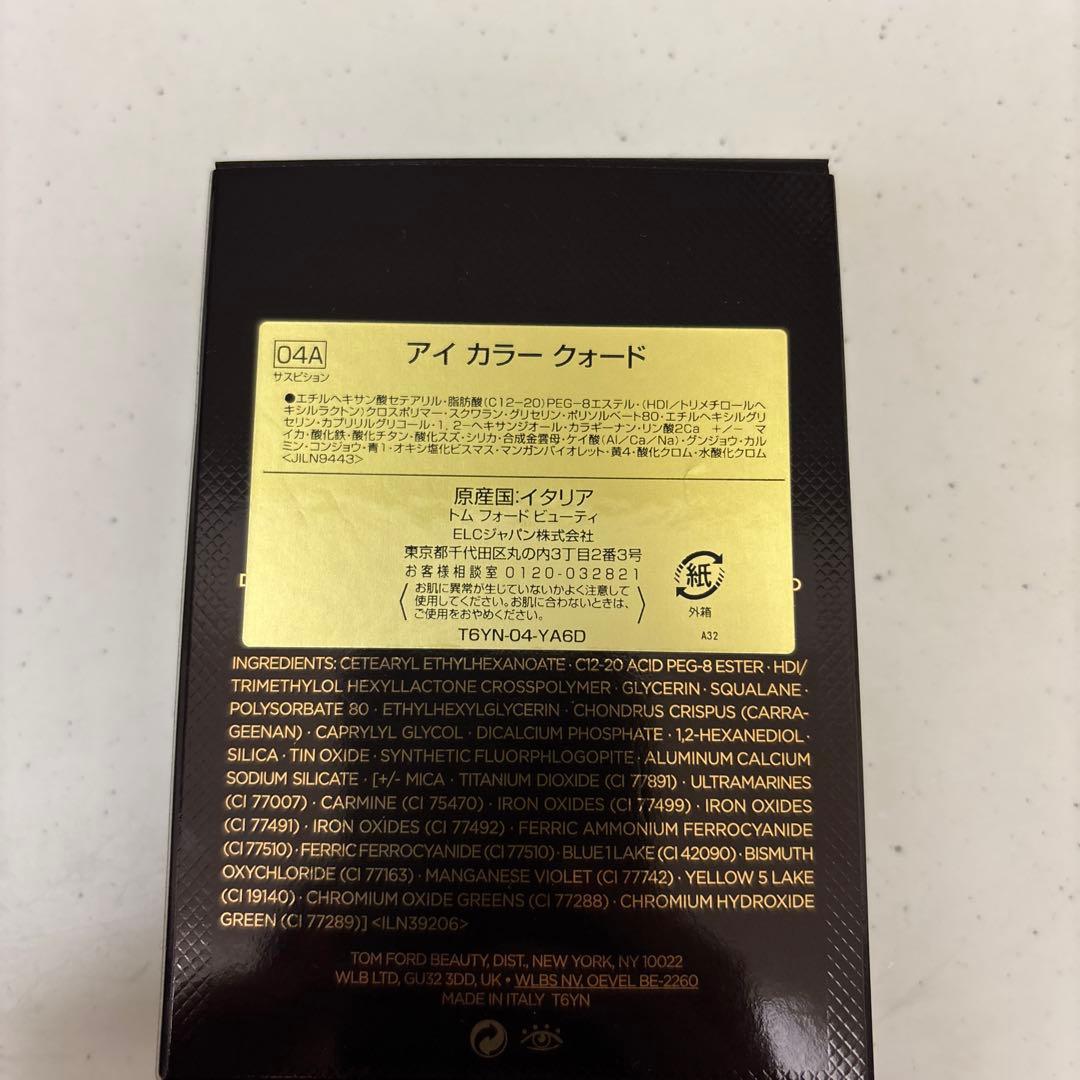 04A
サスピション
アイ カラー クォード
●エチルヘキサン酸セテアリル・脂肪酸(C12-20)PEG-8エステル・(HDI/トリメチロールヘ
キシルラクトン)クロスポリマー・スクワラン・グリセリン・ポリソルベート80・エチルヘキシルグリ
セリン・カプリリルグリコール・1,2-ヘキサンジオール・カラギーナン・リン酸2Ca +/- マ
イカ・酸化鉄・酸化チタン・酸化スズ・シリカ・合成金雲母・ケイ酸(Al/Ca/Na)・グンジョウ・カル
ミン・コンジョウ・青1・オキシ塩化ビスマス・マンガンバイオレット・黄4・酸化クロム・水酸化クロム
<JILN9443>
原産国:イタリア
トム フォード ビューティ
ELCジャパン株式会社
東京都千代田区丸の内3丁目2番3号
お客様相談室 0120-032821
お肌に異常が生じていないかよく注意して
使用してください。お肌に合わないときは、
ご使用をおやめください。
紙
外箱
T6YN-04-YA6D
A32
INGREDIENTS: CETEARYL ETHYLHEXANOATE · C12-20 ACID PEG-8 ESTER · HDI/
TRIMETHYLOL HEXYLLACTONE CROSSPOLYMER · GLYCERIN · SQUALANE ·
POLYSORBATE 80 · ETHYLHEXYLGLYCERIN · CHONDRUS CRISPUS (CARRA-
GEENAN) · CAPRYLYL GLYCOL · DICALCIUM PHOSPHATE · 1,2-HEXANEDIOL ·
SILICA · TIN OXIDE · SYNTHETIC FLUORPHLOGOPITE · ALUMINUM CALCIUM
SODIUM SILICATE · [+/- MICA · TITANIUM DIOXIDE (CI 77891) · ULTRAMARINES
(CI 77007) · CARMINE (CI 75470) · IRON OXIDES (CI 77499) · IRON OXIDES
(CI 77491) · IRON OXIDES (CI 77492) · FERRIC AMMONIUM FERROCYANIDE
(CI 77510) · FERRIC FERROCYANIDE (CI 77510) · BLUE 1 LAKE (CI 42090) · BISMUTH
OXYCHLORIDE (CI 77163) · MANGANESE VIOLET (CI 77742) · YELLOW 5 LAKE
(CI 19140) · CHROMIUM OXIDE GREENS (CI 77288) · CHROMIUM HYDROXIDE
GREEN (CI 77289)] <ILN39206>
TOM FORD BEAUTY, DIST., NEW YORK, NY 10022
WLB LTD, GU32 3DD, UK • WLBS NV, OEVEL BE-2260
MADE IN ITALY T6YN